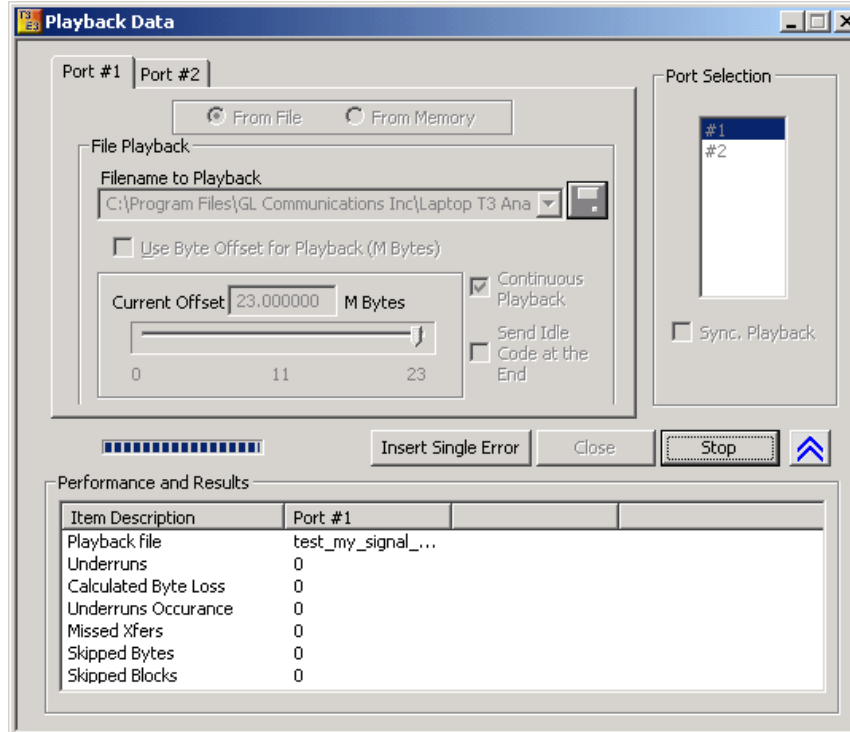 T3 E3 Playback Data
Port #1 Port #2
From File From Memory
File Playback
Filename to Playback
C:\Program Files\GL Communications Inc\Laptop T3 Ana
Use Byte Offset for Playback (M Bytes)
Current Offset 23.000000 M Bytes
0 11 23
Continuous
Playback
Send Idle
Code at the
End
Port Selection
#1
#2
Sync. Playback
Insert Single Error Close Stop
Performance and Results
Item Description Port #1
Playback file test_my_signal_...
Underruns 0
Calculated Byte Loss 0
Underruns Occurance 0
Missed Xfers 0
Skipped Bytes 0
Skipped Blocks 0